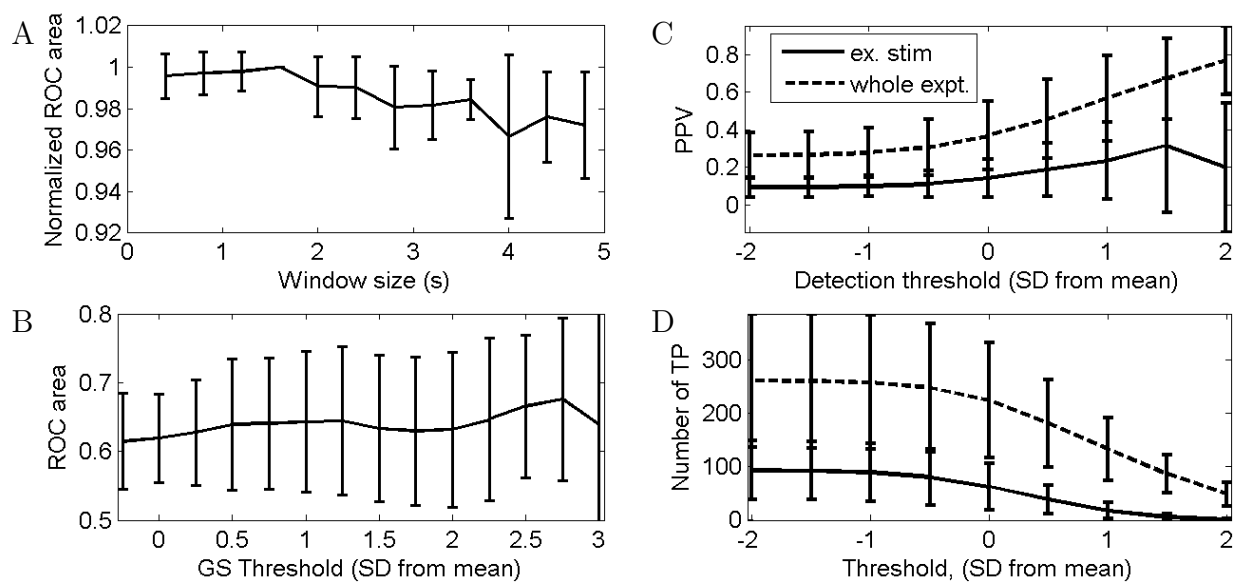 A
Normalized ROC area
1.02
1
0.98
0.96
0.94
0.92
0 1 2 3 4 5
Window size (s)
B
ROC area
0.8
0.7
0.6
0.5
0 0.5 1 1.5 2 2.5 3
GS Threshold (SD from mean)
C
PPV
0.8
0.6
0.4
0.2
0
ex. stim
whole expt.
-2 -1 0 1 2
Detection threshold (SD from mean)
D
Number of TP
300
200
100
0
-2 -1 0 1 2
Threshold, (SD from mean)